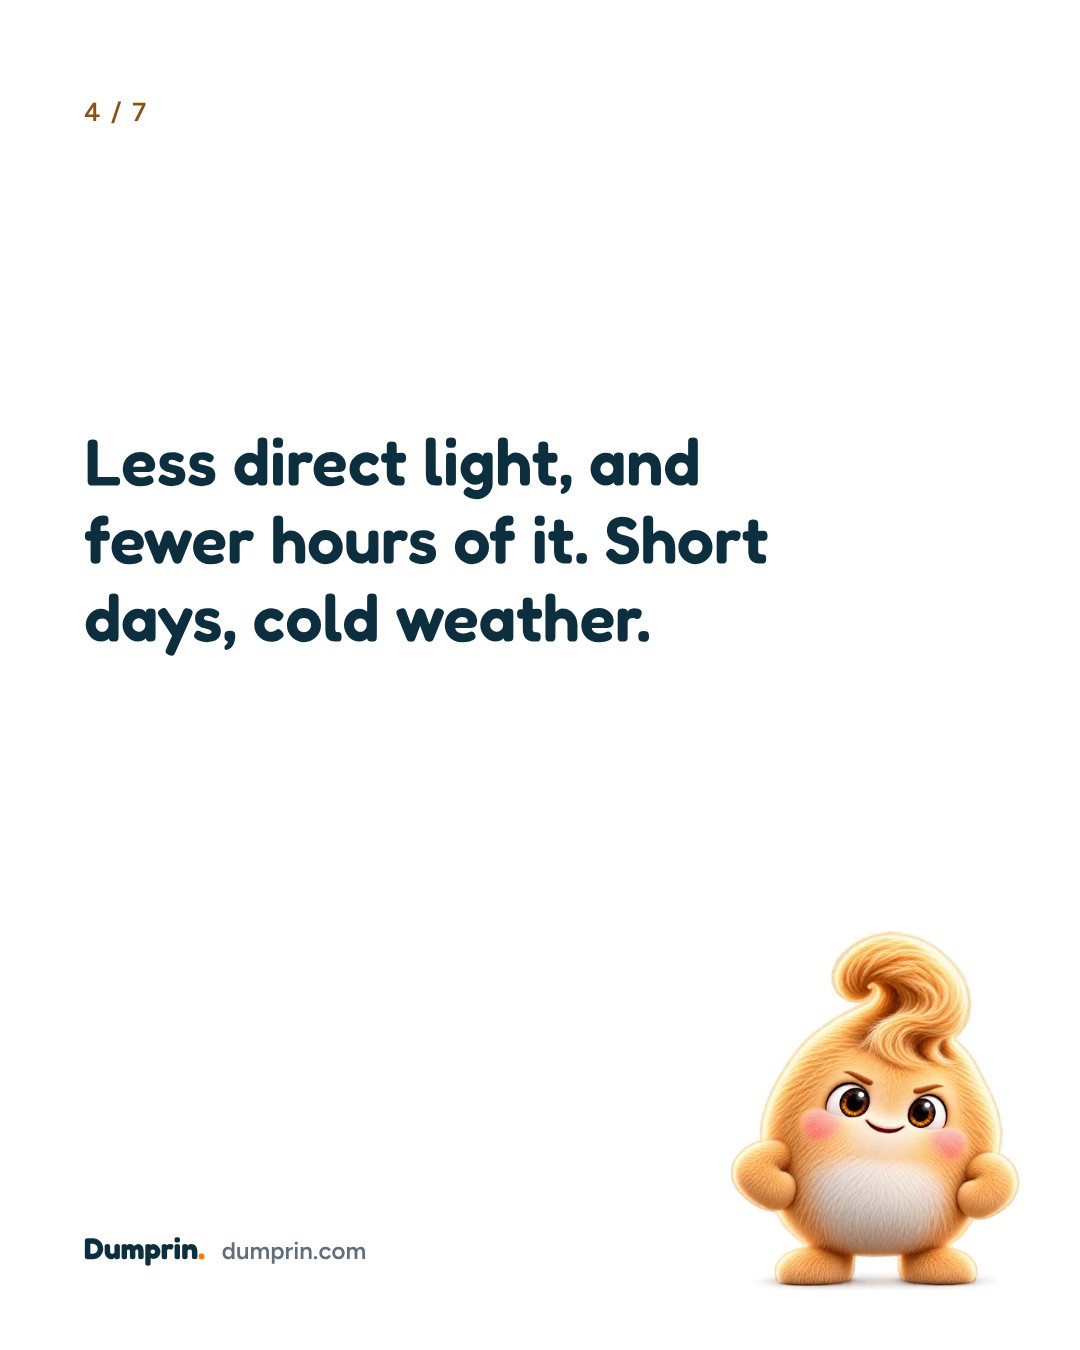 4 / 7
Less direct light, and
fewer hours of it. Short
days, cold weather.
Dumprin. dumprin.com